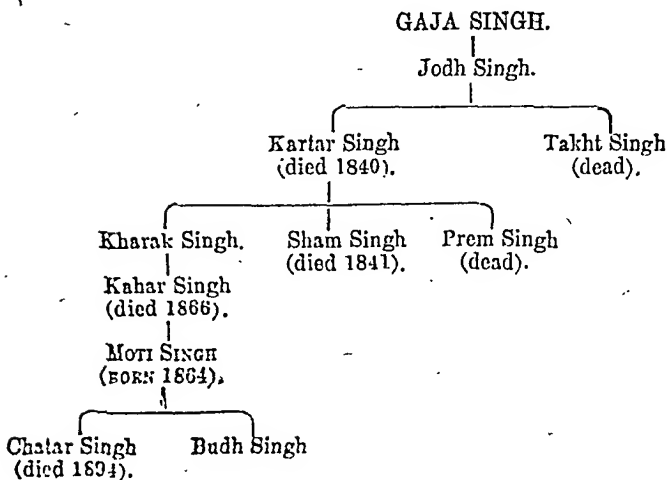 GAJA SINGH.
Jodh Singh.
Kartar Singh Takht Singh
(died 1840). (dead).
Kharak Singh. Sham Singh Prem Singh
(died 1841). (dead).
Kahar Singh
(died 1866).
MOTI SINGH
(BORN 1864).
Chatar Singh Budh Singh
(died 1894).